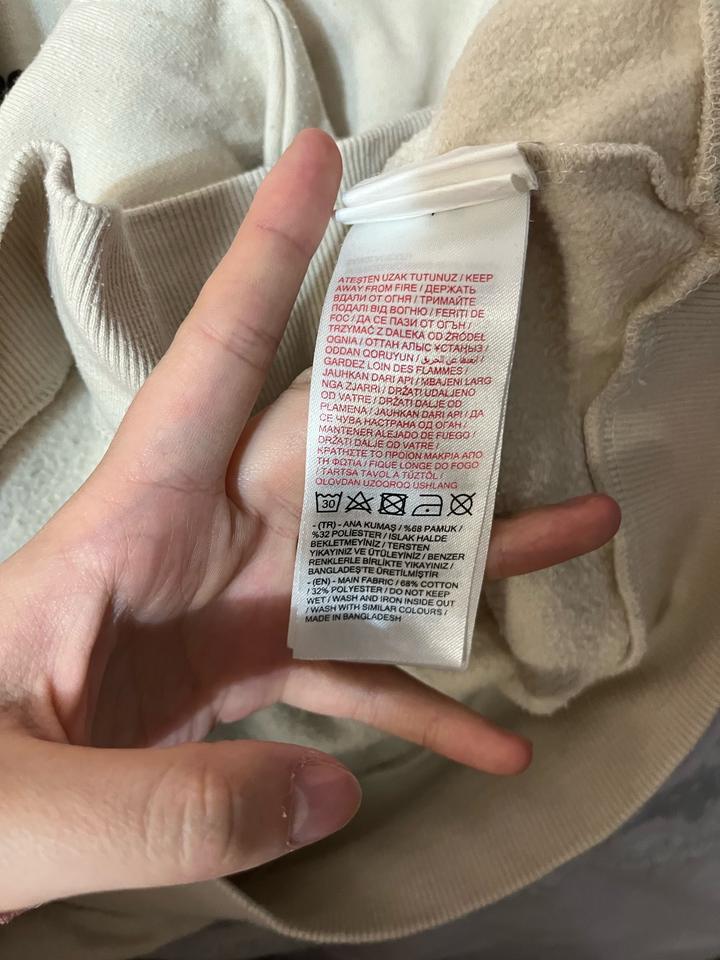 ATEŞTEN UZAK TUTUNUZ / KEEP
AWAY FROM FIRE / ДЕРЖАТЬ
ВДАЛИ ОТ ОГНЯ / ТРИМАЙТЕ
ПОДАЛІ ВІД ВОГНЮ / FERITI DE
FOC / ДА СЕ ПАЗИ ОТ ОГЪН /
TRZYMAĆ Z DALEKA OD ŹRÓDEŁ
OGNIA / ОТТАН АЛЫС ҰСТАҢЫЗ /
ODDAN QORUYUN / ابتعد عن الحريق /
GARDEZ LOIN DES FLAMMES /
JAUHKAN DARI API / MBAJENI LARG
NGA ZJARRI / DRŽATI UDALJENO
OD VATRE / DRŽATI DALJE OD
PLAMENA / JAUHKAN DARI API / ДА
СЕ ЧУВА НАСТРАНА ОД ОГАН /
MANTENER ALEJADO DE FUEGO /
DRŽATI DALJE OD VATRE /
ΚΡΑΤΗΣΤΕ ΤΟ ΠΡΟΪΟΝ ΜΑΚΡΙΑ ΑΠΟ
ΤΗ ΦΩΤΙΑ / FIQUE LONGE DO FOGO
/ TARTSA TÁVOL A TŰZTŐL /
OLOVDAN UZOQROQ USHLANG
30
- (TR) - ANA KUMAŞ / %68 PAMUK /
%32 POLİESTER / ISLAK HALDE
BEKLETMEYİNİZ / TERSTEN
YIKAYINIZ VE ÜTÜLEYİNİZ / BENZER
RENKLERLE BİRLİKTE YIKAYINIZ /
BANGLADEŞ'TE ÜRETİLMİŞTİR
- (EN) - MAIN FABRIC / 68% COTTON
/ 32% POLYESTER / DO NOT KEEP
WET / WASH AND IRON INSIDE OUT
/ WASH WITH SIMILAR COLOURS /
MADE IN BANGLADESH